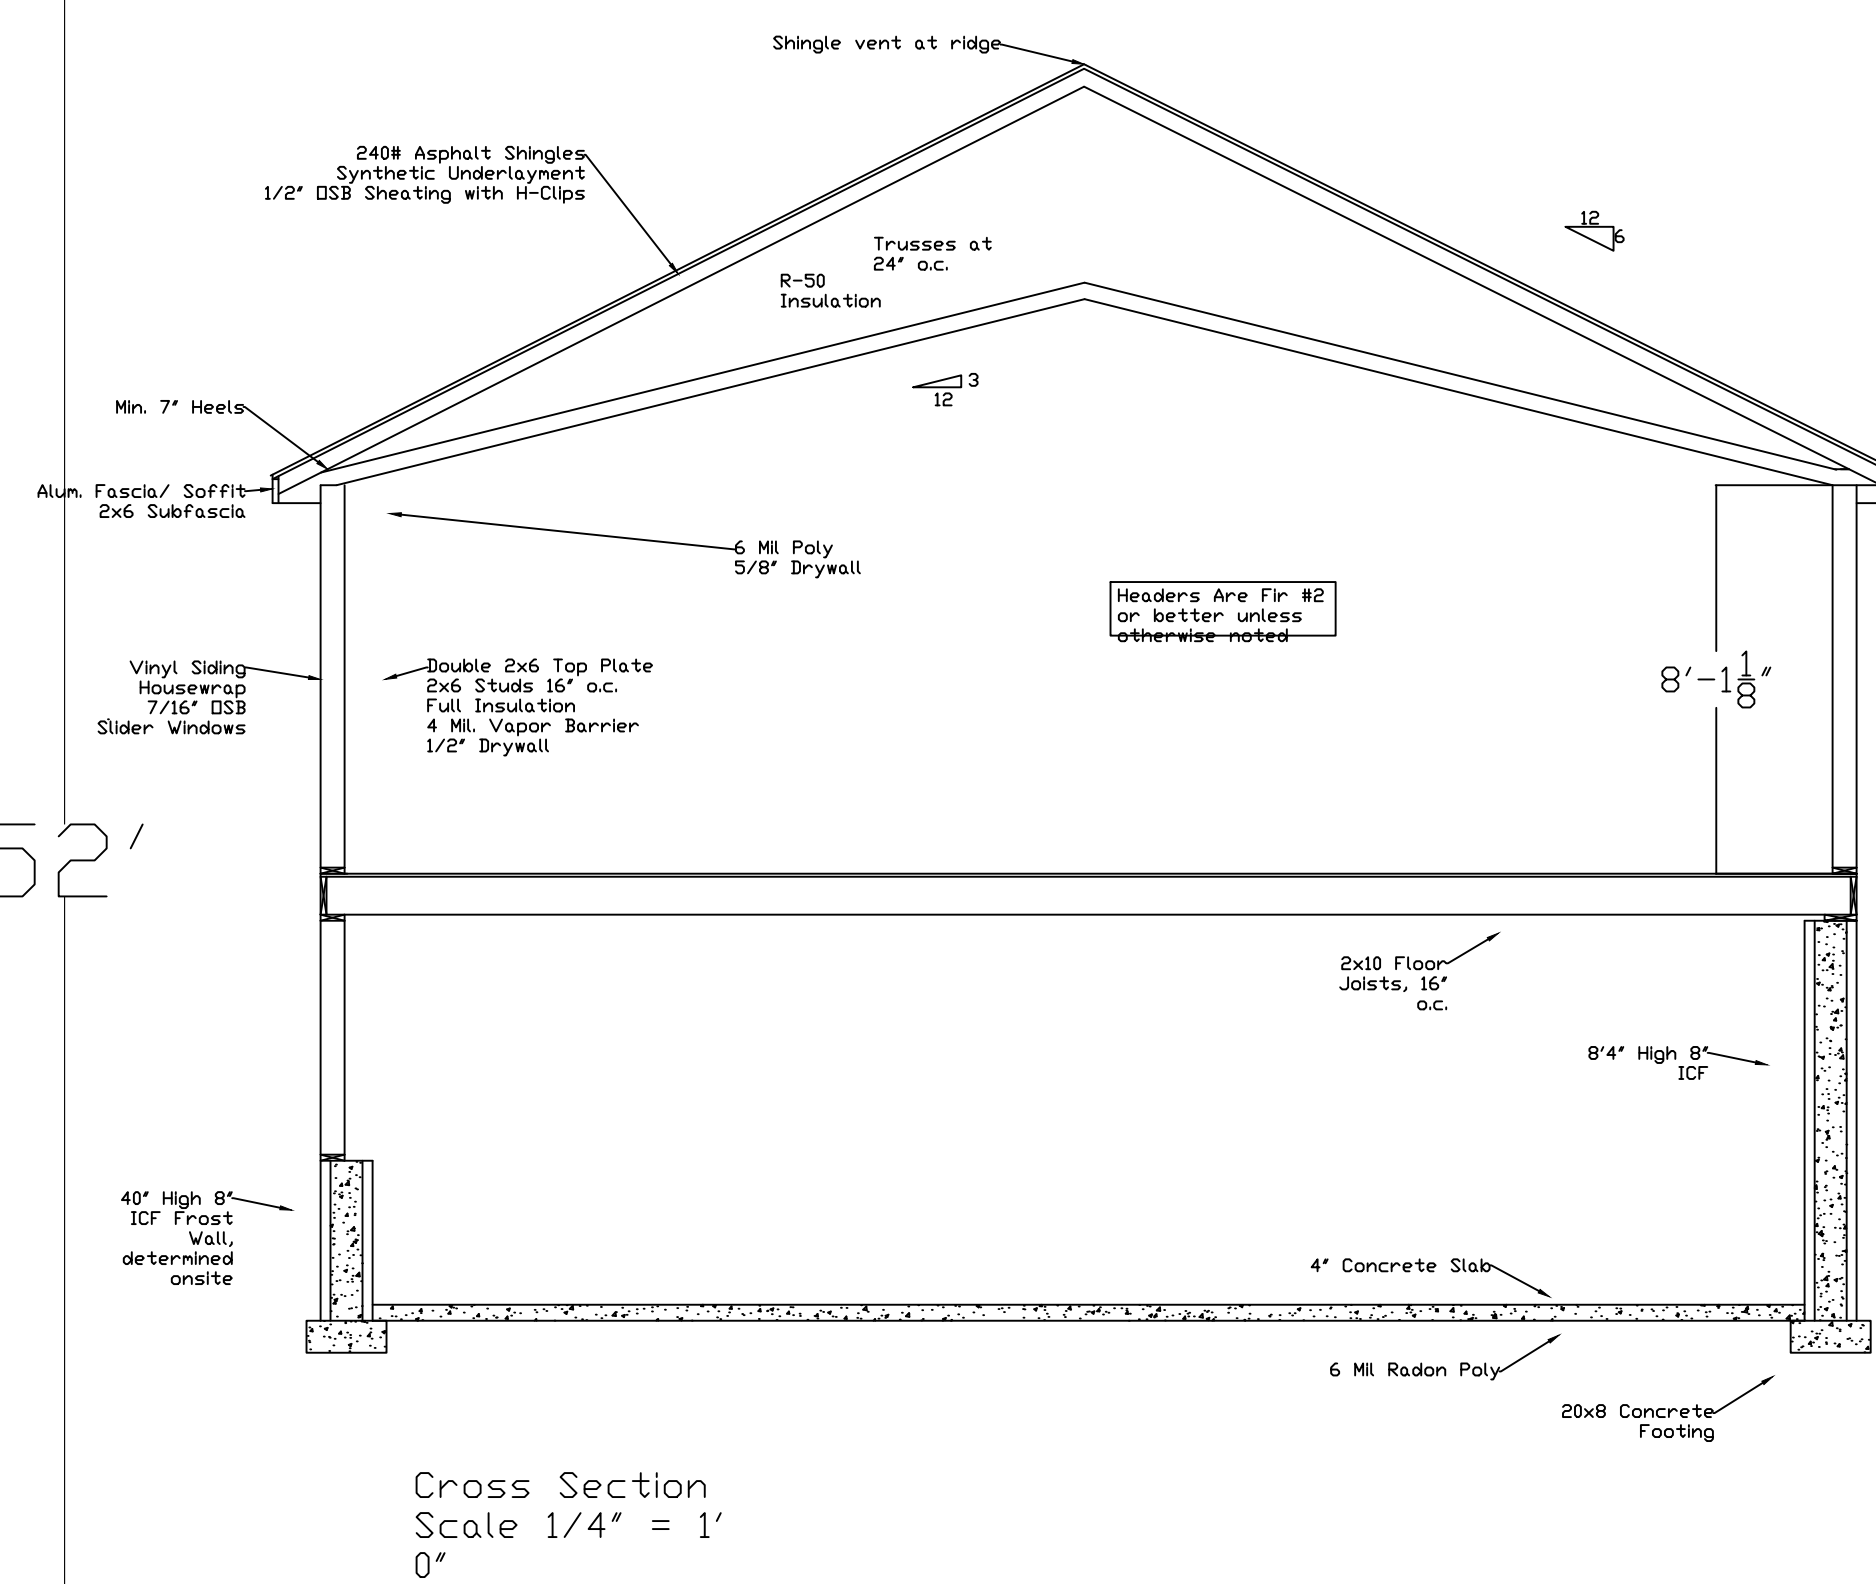 Shingle vent at ridge
240# Asphalt Shingles
Synthetic Underlayment
1/2" OSB Sheating with H-Clips
12
6
Trusses at
24" o.c.
R-50
Insulation
3
12
Min. 7" Heels
Alum. Fascia/ Soffit
2x6 Subfascia
6 Mil Poly
5/8" Drywall
Headers Are Fir #2
or better unless
otherwise noted
Vinyl Siding
Housewrap
7/16" OSB
Slider Windows
Double 2x6 Top Plate
2x6 Studs 16" o.c.
Full Insulation
4 Mil. Vapor Barrier
1/2" Drywall
8'-1 1/8"
52'
2x10 Floor
Joists, 16"
o.c.
8'4" High 8"
ICF
40" High 8"
ICF Frost
Wall,
determined
onsite
4" Concrete Slab
6 Mil Radon Poly
20x8 Concrete
Footing
Cross Section
Scale 1/4" = 1'
0"